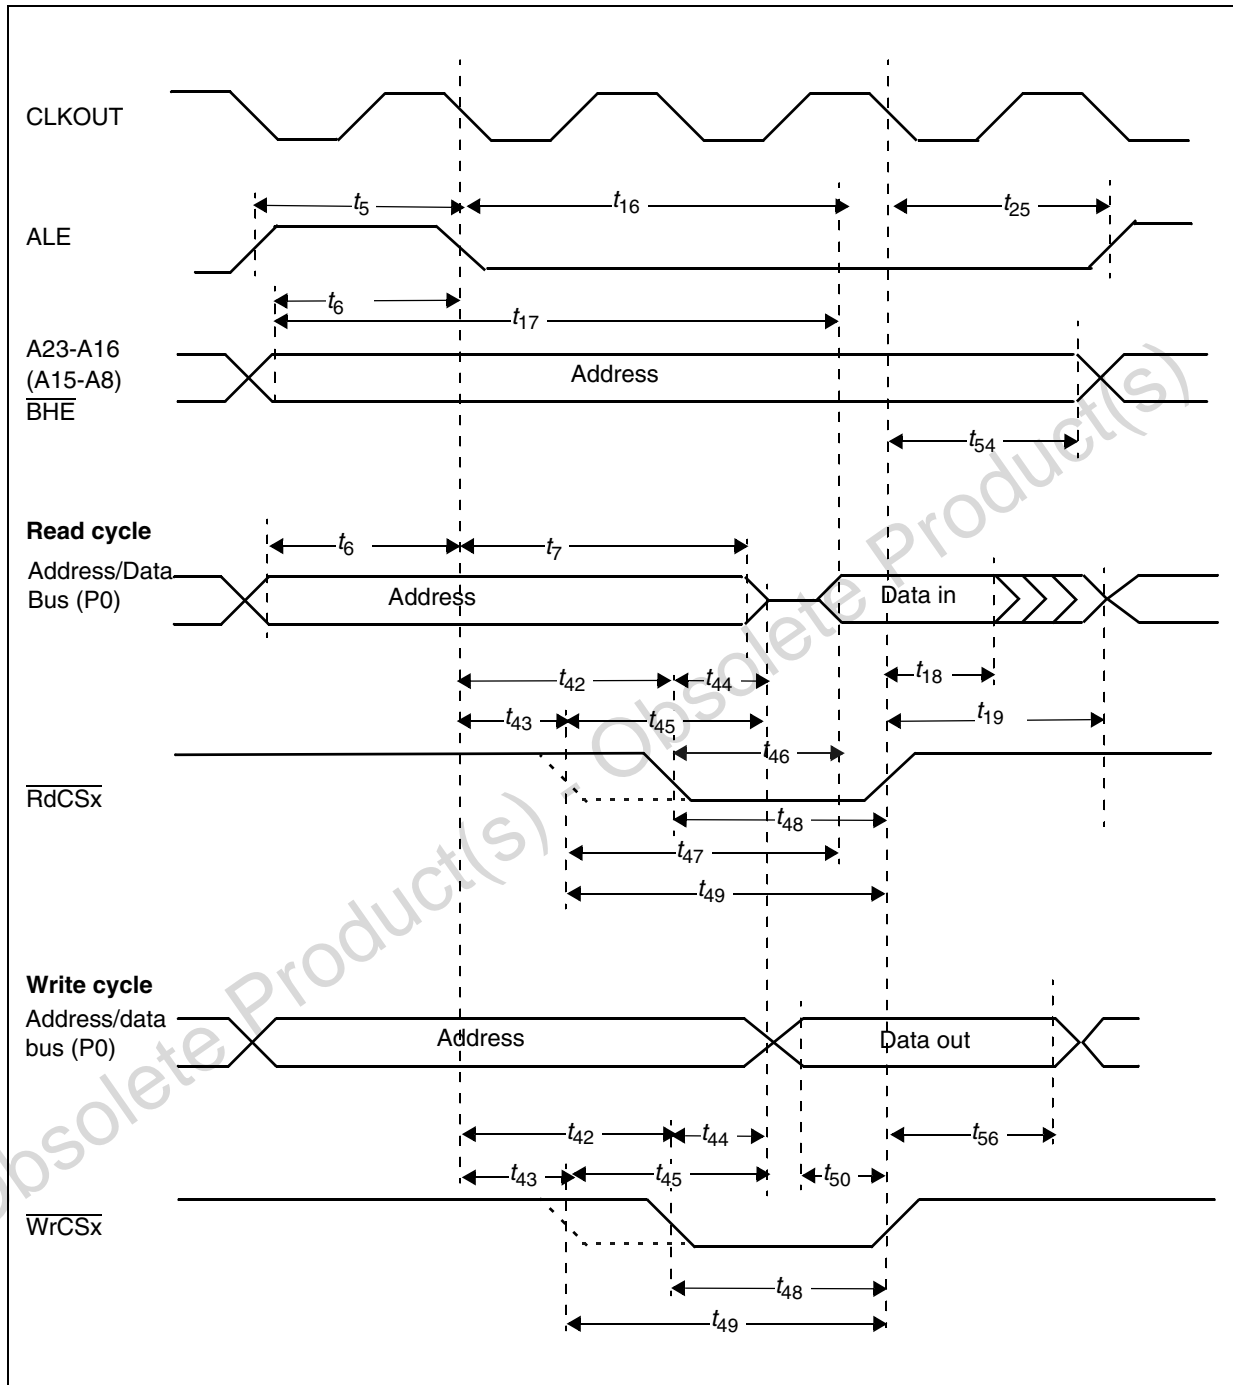 CLKOUT
t5
t16
t25
ALE
t6
t17
A23-A16
(A15-A8)
BHE
Address
t54
Read cycle
t6
t7
Address/Data
Bus (P0)
Address
Data in
t42
t44
t18
t43
t45
t19
t46
RdCSx
t48
t47
t49
Write cycle
Address/data
bus (P0)
Address
Data out
t42
t44
t56
t43
t45
t50
WrCSx
t48
t49
Obsolete Product(s) - Obsolete Product(s)